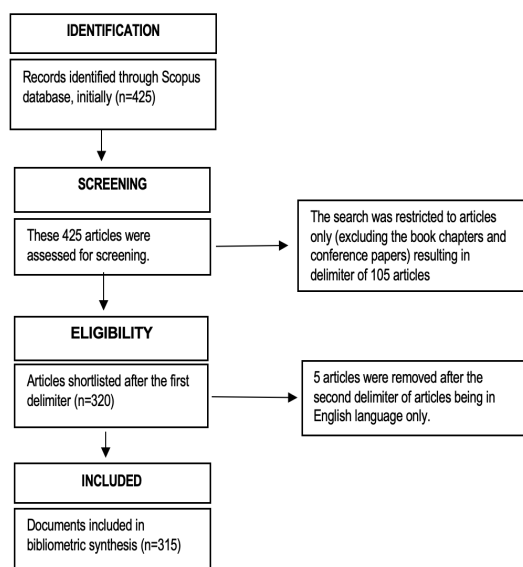 IDENTIFICATION
Records identified through Scopus
database, initially (n=425)
SCREENING
These 425 articles were
assessed for screening.
The search was restricted to articles
only (excluding the book chapters and
conference papers) resulting in
delimiter of 105 articles
ELIGIBILITY
Articles shortlisted after the first
delimiter (n=320)
5 articles were removed after the
second delimiter of articles being in
English language only.
INCLUDED
Documents included in
bibliometric synthesis (n=315)